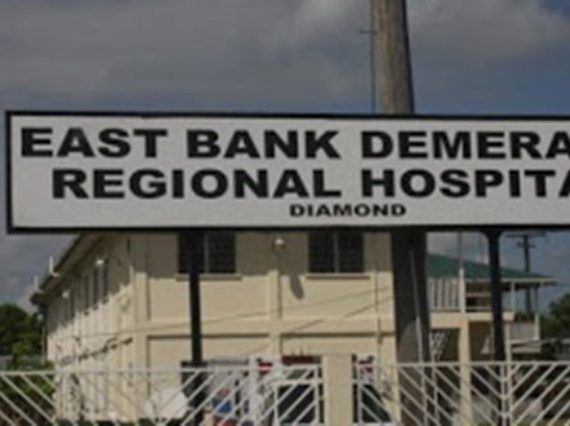 EAST BANK DEMERA
REGIONAL HOSPITA
DIAMOND